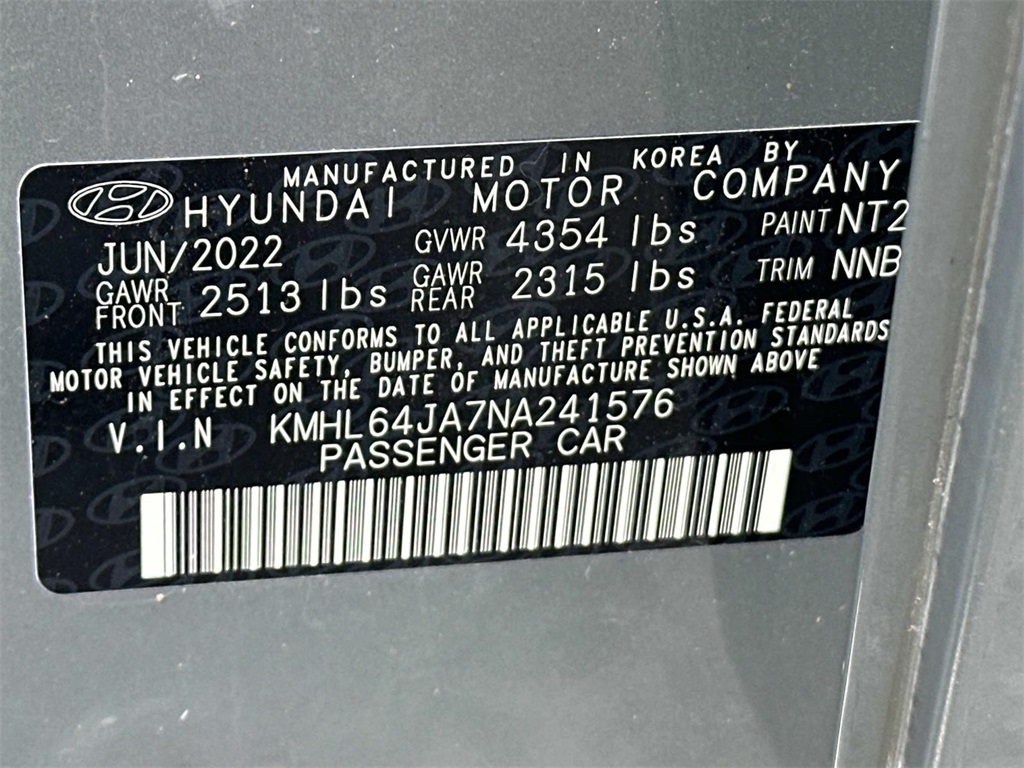 MANUFACTURED IN KOREA BY
HYUNDAI MOTOR COMPANY
JUN/2022 GVWR 4354 lbs PAINT NT2
GAWR FRONT 2513 lbs GAWR REAR 2315 lbs TRIM NNB
THIS VEHICLE CONFORMS TO ALL APPLICABLE U.S.A. FEDERAL
MOTOR VEHICLE SAFETY, BUMPER, AND THEFT PREVENTION STANDARDS
IN EFFECT ON THE DATE OF MANUFACTURE SHOWN ABOVE
V.I.N KMHL64JA7NA241576
PASSENGER CAR